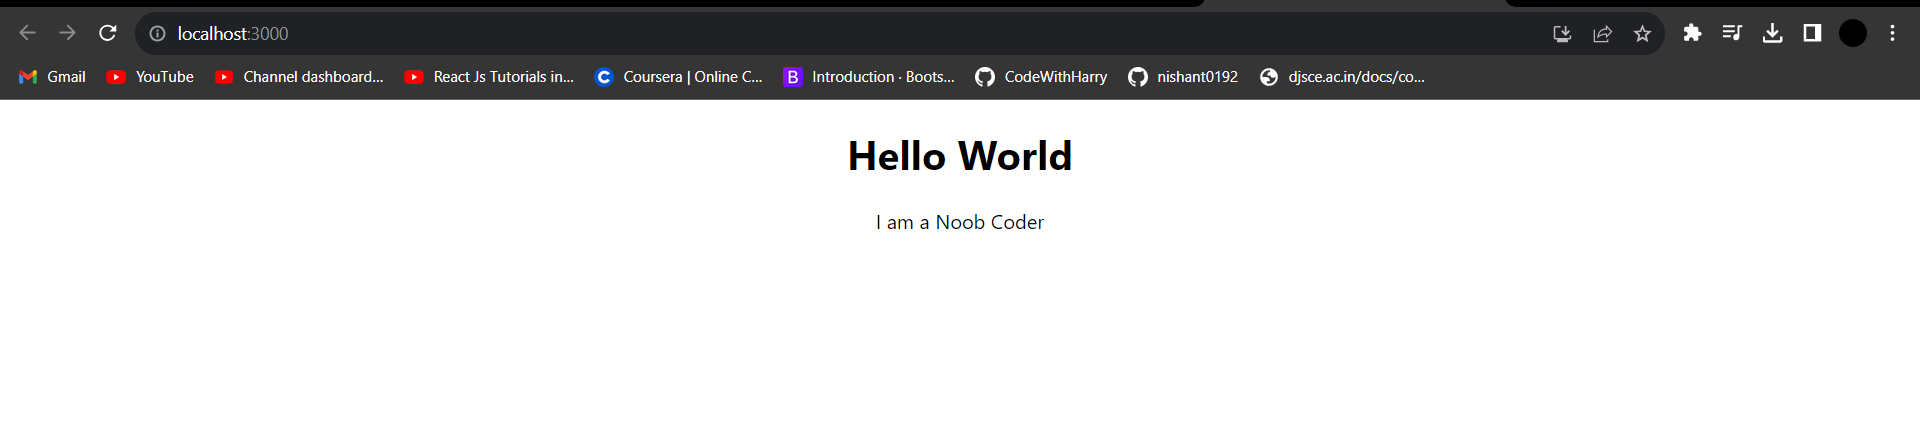 localhost:3000
Gmail YouTube Channel dashboard... React Js Tutorials in... C Coursera | Online C... B Introduction · Boots... CodeWithHarry nishant0192 djsce.ac.in/docs/co...
Hello World
I am a Noob Coder